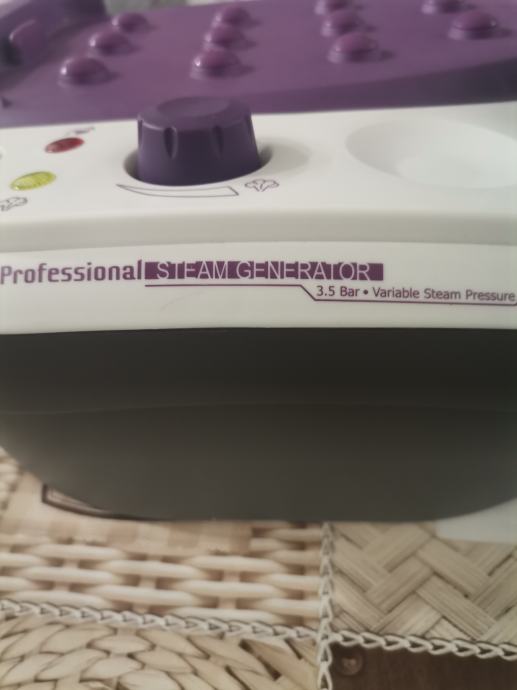 Professional STEAM GENERATOR
3.5 Bar • Variable Steam Pressure